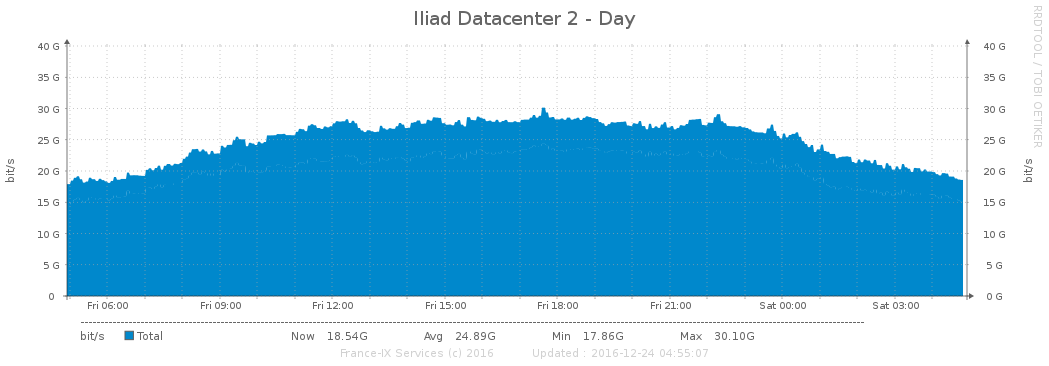 Iliad Datacenter 2 - Day
RRDTOOL / TOBI OETIKER
40 G 40 G
35 G 35 G
30 G 30 G
25 G 25 G
20 G 20 G
15 G 15 G
10 G 10 G
5 G 5 G
0 0 G
bit/s bit/s
Fri 06:00 Fri 09:00 Fri 12:00 Fri 15:00 Fri 18:00 Fri 21:00 Sat 00:00 Sat 03:00
bit/s Total Now 18.54G Avg 24.89G Min 17.86G Max 30.10G
France-IX Services (c) 2016 Updated : 2016-12-24 04:55:07